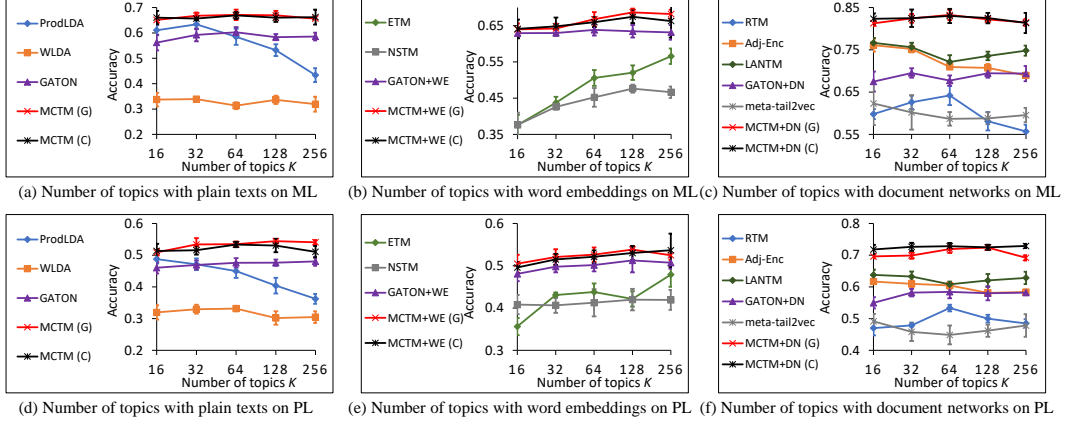 ProdLDA
WLDA
GATON
MCTM (G)
MCTM (C)
Accuracy
0.7
0.6
0.5
0.4
0.3
0.2
16 32 64 128 256
Number of topics K
(a) Number of topics with plain texts on ML
ETM
NSTM
GATON+WE
MCTM+WE (G)
MCTM+WE (C)
Accuracy
0.65
0.55
0.45
0.35
16 32 64 128 256
Number of topics K
(b) Number of topics with word embeddings on ML
RTM
Adj-Enc
LANTM
GATON+DN
meta-tail2vec
MCTM+DN (G)
MCTM+DN (C)
Accuracy
0.85
0.75
0.65
0.55
16 32 64 128 256
Number of topics K
(c) Number of topics with document networks on ML
ProdLDA
WLDA
GATON
MCTM (G)
MCTM (C)
Accuracy
0.6
0.5
0.4
0.3
0.2
16 32 64 128 256
Number of topics K
(d) Number of topics with plain texts on PL
ETM
NSTM
GATON+WE
MCTM+WE (G)
MCTM+WE (C)
Accuracy
0.6
0.5
0.4
0.3
16 32 64 128 256
Number of topics K
(e) Number of topics with word embeddings on PL
RTM
Adj-Enc
LANTM
GATON+DN
meta-tail2vec
MCTM+DN (G)
MCTM+DN (C)
Accuracy
0.8
0.7
0.6
0.5
0.4
16 32 64 128 256
Number of topics K
(f) Number of topics with document networks on PL